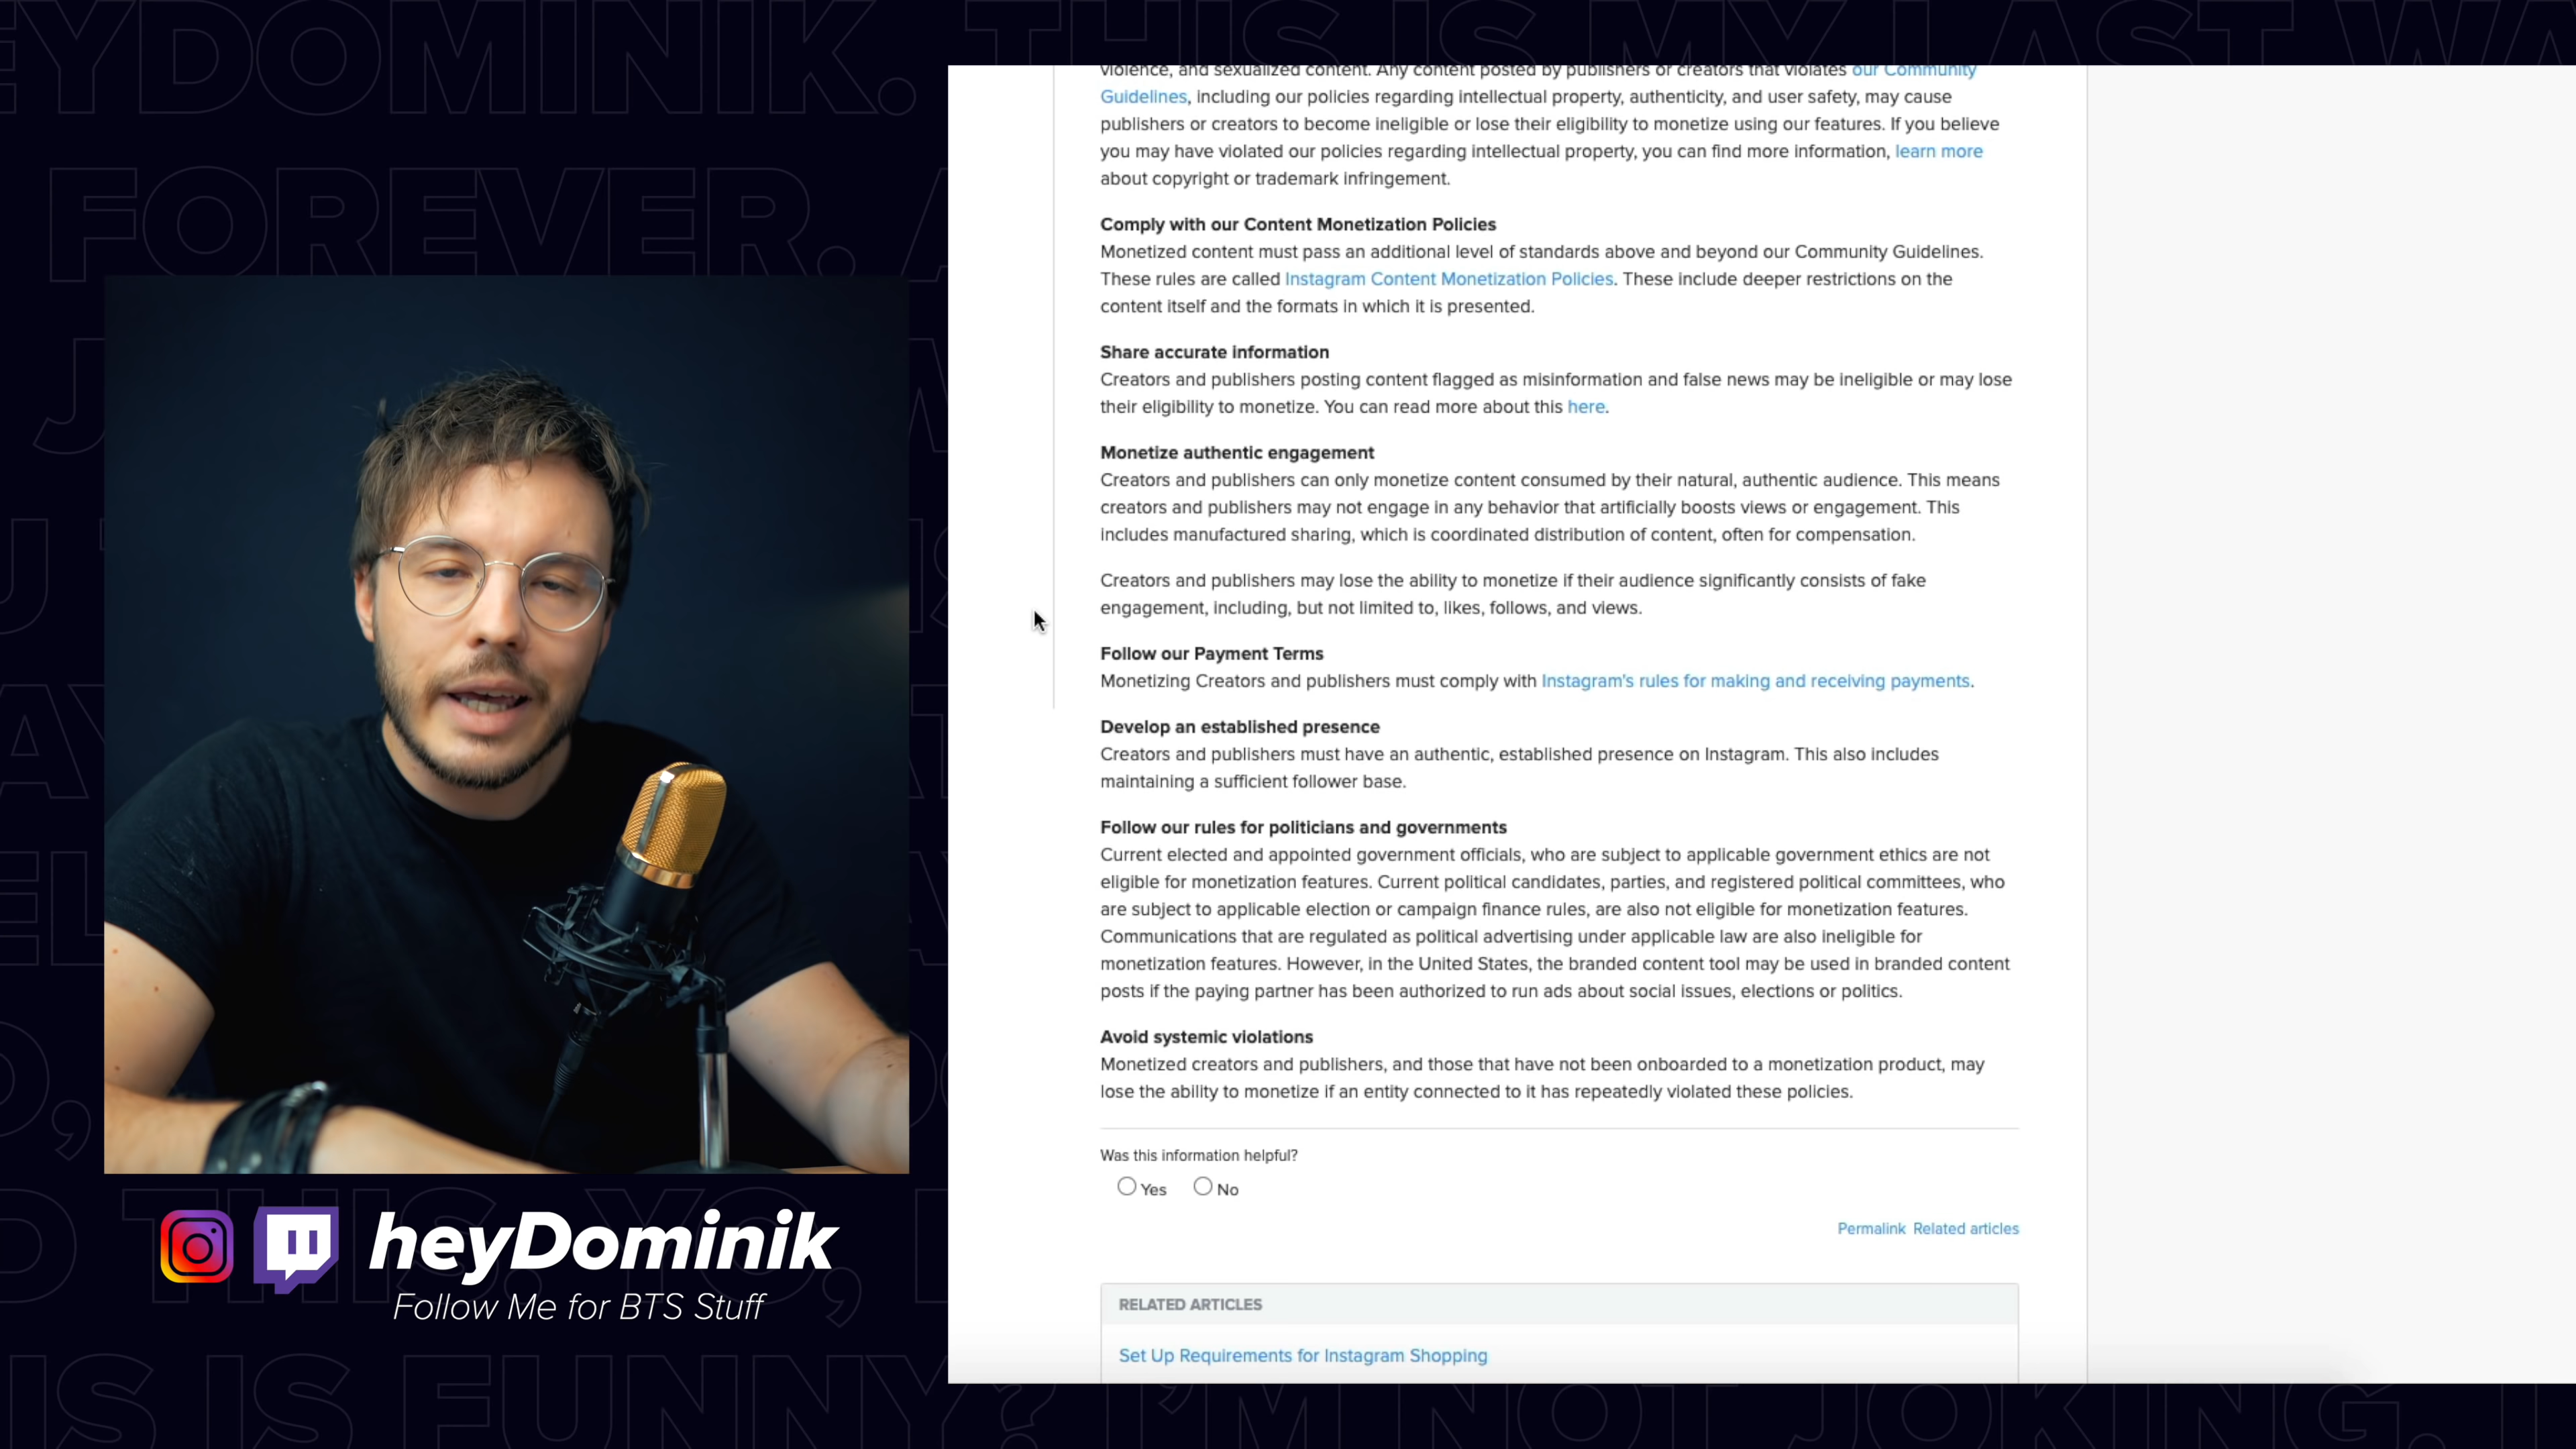 EYDOMINIK. THIS IS MY LAST WA
FOREVER. A
violence, and sexualized content. Any content posted by publishers or creators that violates our Community
Guidelines, including our policies regarding intellectual property, authenticity, and user safety, may cause
publishers or creators to become ineligible or lose their eligibility to monetize using our features. If you believe
you may have violated our policies regarding intellectual property, you can find more information, learn more
about copyright or trademark infringement.
Comply with our Content Monetization Policies
Monetized content must pass an additional level of standards above and beyond our Community Guidelines.
These rules are called Instagram Content Monetization Policies. These include deeper restrictions on the
content itself and the formats in which it is presented.
Share accurate information
Creators and publishers posting content flagged as misinformation and false news may be ineligible or may lose
their eligibility to monetize. You can read more about this here.
Monetize authentic engagement
Creators and publishers can only monetize content consumed by their natural, authentic audience. This means
creators and publishers may not engage in any behavior that artificially boosts views or engagement. This
includes manufactured sharing, which is coordinated distribution of content, often for compensation.
Creators and publishers may lose the ability to monetize if their audience significantly consists of fake
engagement, including, but not limited to, likes, follows, and views.
Follow our Payment Terms
Monetizing Creators and publishers must comply with Instagram's rules for making and receiving payments.
Develop an established presence
Creators and publishers must have an authentic, established presence on Instagram. This also includes
maintaining a sufficient follower base.
Follow our rules for politicians and governments
Current elected and appointed government officials, who are subject to applicable government ethics are not
eligible for monetization features. Current political candidates, parties, and registered political committees, who
are subject to applicable election or campaign finance rules, are also not eligible for monetization features.
Communications that are regulated as political advertising under applicable law are also ineligible for
monetization features. However, in the United States, the branded content tool may be used in branded content
posts if the paying partner has been authorized to run ads about social issues, elections or politics.
Avoid systemic violations
Monetized creators and publishers, and those that have not been onboarded to a monetization product, may
lose the ability to monetize if an entity connected to it has repeatedly violated these policies.
Was this information helpful?
Yes No
Permalink Related articles
RELATED ARTICLES
Set Up Requirements for Instagram Shopping
heyDominik
Follow Me for BTS Stuff
D THIS. YO, I
IS IS FUNNY? I'M NOT JOKING. I